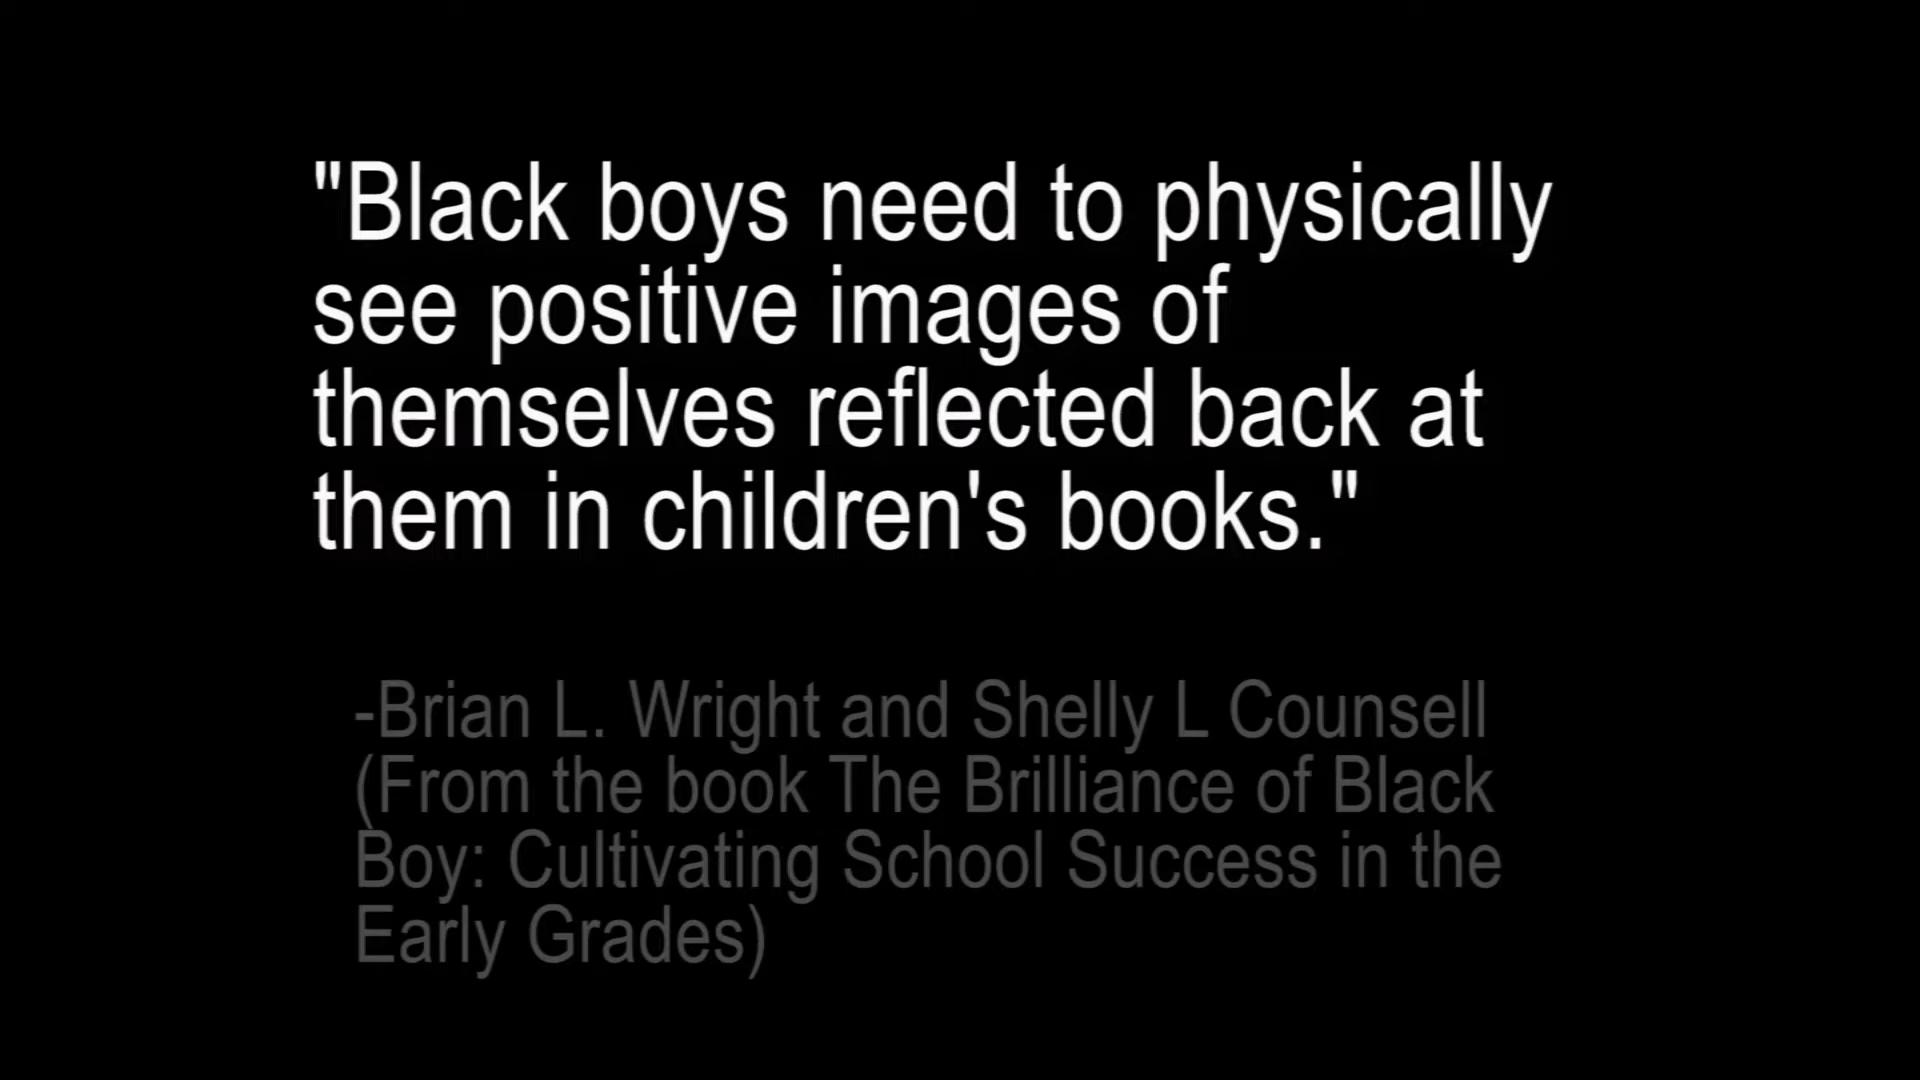 "Black boys need to physically
see positive images of
themselves reflected back at
them in children's books."
-Brian L. Wright and Shelly L Counsell
(From the book The Brilliance of Black
Boy: Cultivating School Success in the
Early Grades)